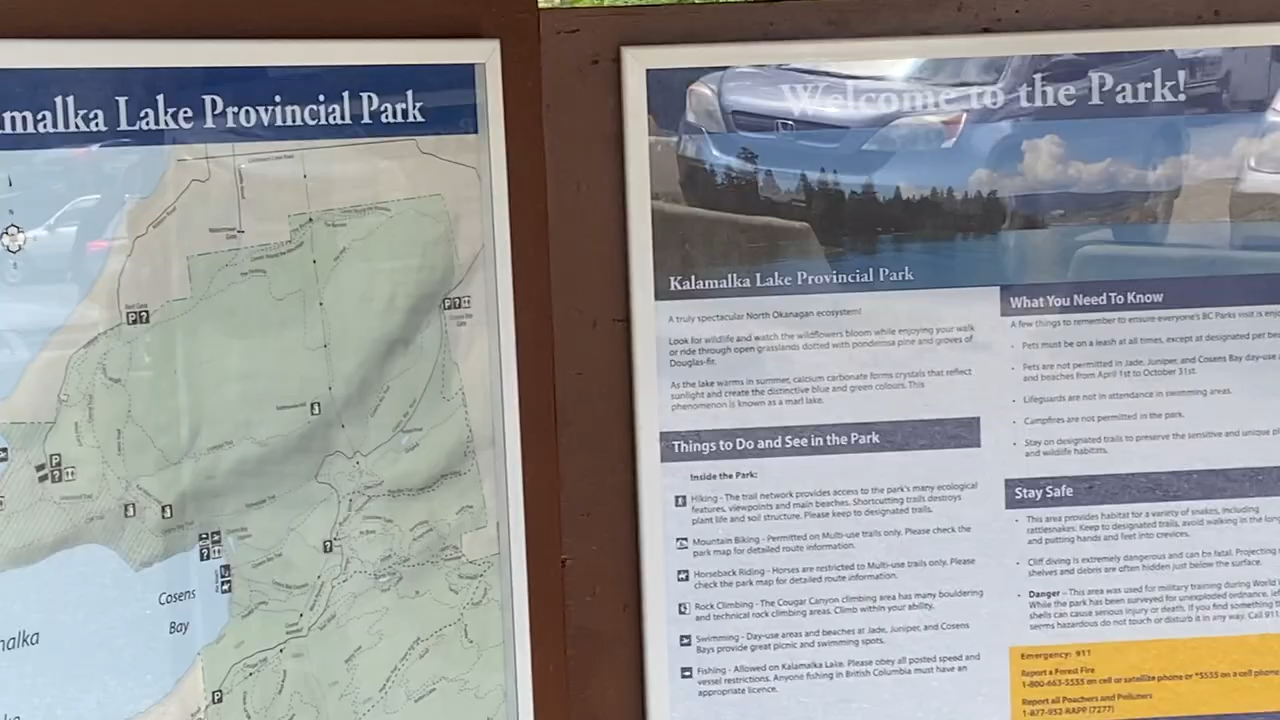 malka Lake Provincial Park
N
S
Cosens
Bay
malka
Welcome to the Park!
Kalamalka Lake Provincial Park
A truly spectacular North Okanagan ecosystem!
Look for wildlife and watch the wildflowers bloom while enjoying your walk
or ride through open grasslands dotted with ponderosa pine and groves of
Douglas-fir.
As the lake warms in summer, calcium carbonate forms crystals that reflect
sunlight and create the distinctive blue and green colours. This
phenomenon is known as a marl lake.
Things to Do and See in the Park
Inside the Park:
Hiking - The trail network provides access to the park's many ecological
features, viewpoints and main beaches. Shortcutting trails destroys
plant life and soil structure. Please keep to designated trails.
Mountain Biking - Permitted on Multi-use trails only. Please check the
park map for detailed route information.
Horseback Riding - Horses are restricted to Multi-use trails only. Please
check the park map for detailed route information.
Rock Climbing - The Cougar Canyon climbing area has many bouldering
and technical rock climbing areas. Climb within your ability.
Swimming - Day-use areas and beaches at Jade, Juniper, and Cosens
Bays provide great picnic and swimming spots.
Fishing - Allowed on Kalamalka Lake. Please obey all posted speed and
vessel restrictions. Anyone fishing in British Columbia must have an
appropriate licence.
What You Need To Know
A few things to remember to ensure everyone's BC Parks visit is enj
• Pets must be on a leash at all times, except at designated pet be
• Pets are not permitted in Jade, Juniper, and Cosens Bay day-use
and beaches from April 1st to October 31st.
• Lifeguards are not in attendance in swimming areas.
• Campfires are not permitted in the park.
• Stay on designated trails to preserve the sensitive and unique pl
and wildlife habitats.
Stay Safe
• This area provides habitat for a variety of snakes, including
rattlesnakes. Keep to designated trails, avoid walking in the lon
and putting hands and feet into crevices.
• Cliff diving is extremely dangerous and can be fatal. Projecting
shelves and debris are often hidden just below the surface.
• Danger – This area was used for military training during World
While the park has been surveyed for unexploded ordnance, le
shells can cause serious injury or death. If you find something t
seems hazardous do not touch or disturb it in any way. Call 911
Emergency: 911
Report a Forest Fire
1-800-663-5555 on cell or satellite phone or *5555 on a cell phone
Report all Poachers and Polluters
1-877-952-RAPP (7277)